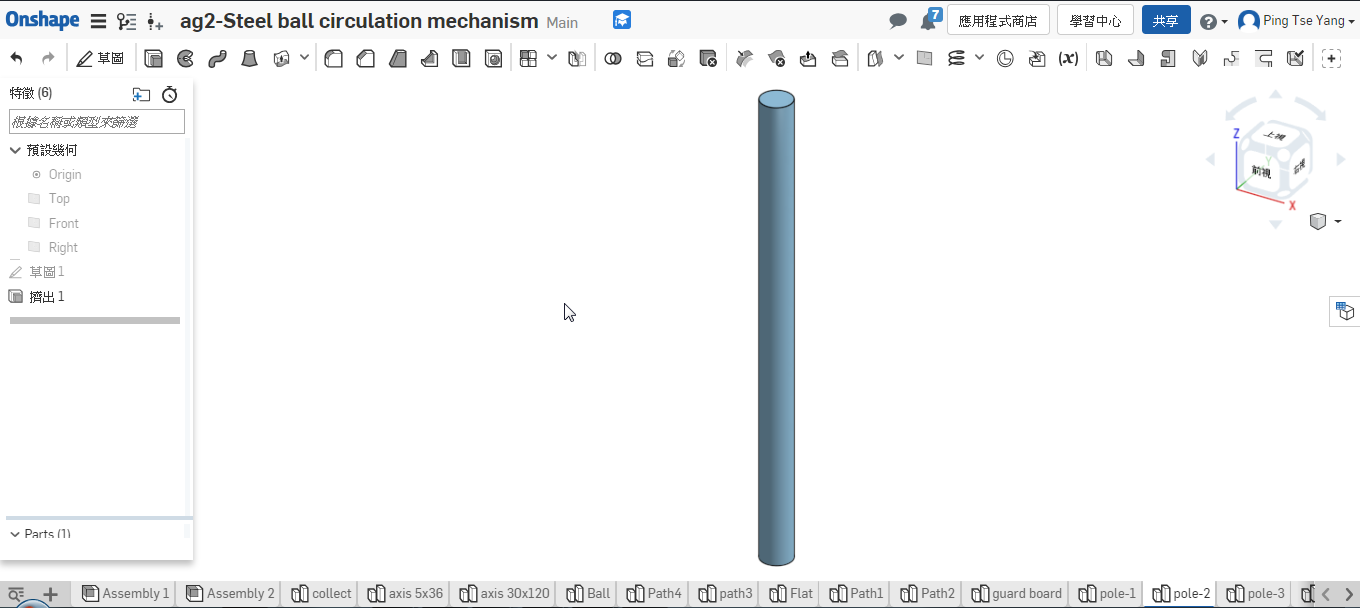 Onshape ag2-Steel ball circulation mechanism Main 7 應用程式商店 學習中心 共享 Ping Tse Yang
草圖 (x)
特徵 (6)
根據名稱或類型來篩選
預設幾何
Origin
Top
Front
Right
草圖 1
擠出 1
Z
上視
前視
右視
Y
X
Parts (1)
Assembly 1 Assembly 2 collect axis 5x36 axis 30x120 Ball Path4 path3 Flat Path1 Path2 guard board pole-1 pole-2 pole-3